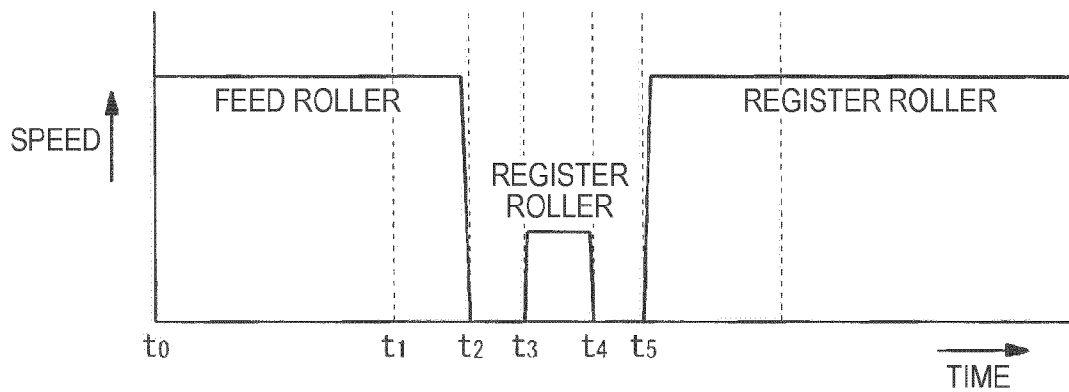 FEED ROLLER
REGISTER ROLLER
SPEED
REGISTER
ROLLER
t0 t1 t2 t3 t4 t5
TIME